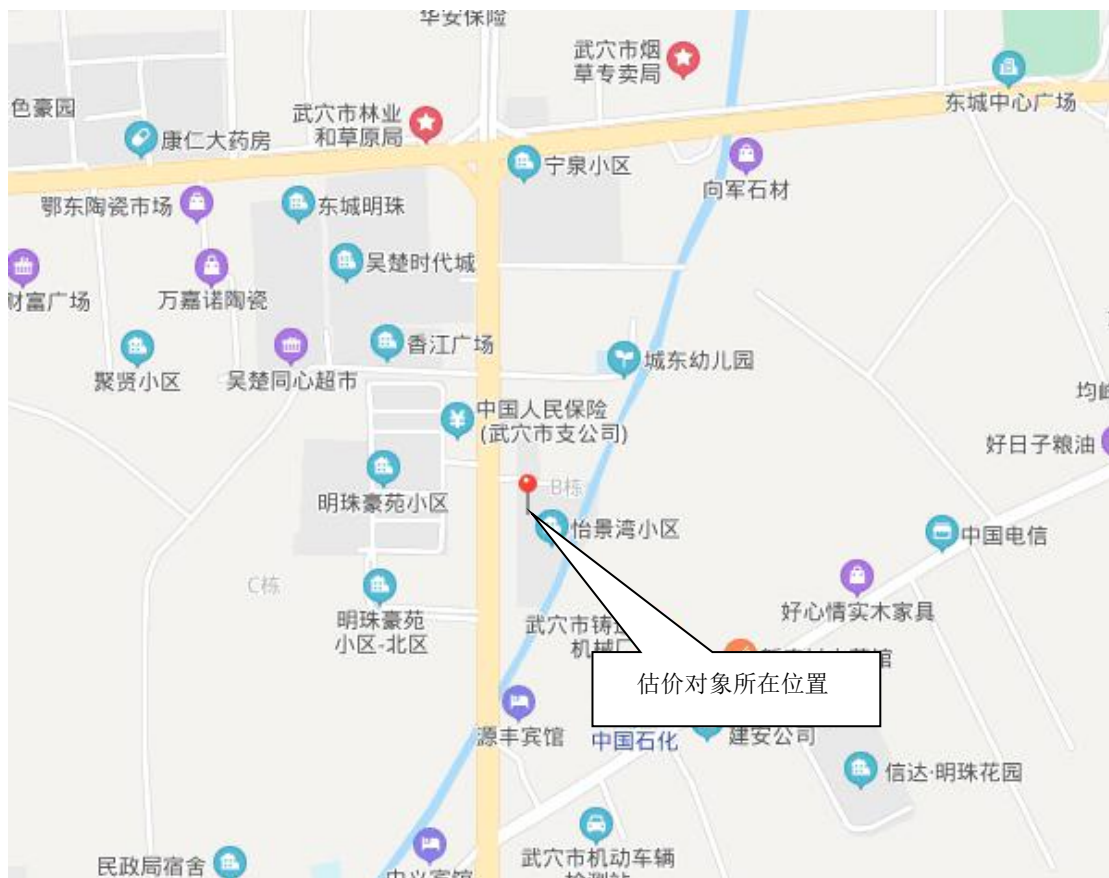 华安保险
武穴市烟
草专卖局
东城中心广场
色豪园
武穴市林业
和草原局
康仁大药房
宁泉小区
向军石材
鄂东陶瓷市场
东城明珠
吴楚时代城
财富广场
万嘉诺陶瓷
香江广场
城东幼儿园
聚贤小区
吴楚同心超市
中国人民保险
(武穴市支公司)
好日子粮油
明珠豪苑小区
B栋
怡景湾小区
中国电信
C栋
明珠豪苑
小区-北区
好心情实木家具
武穴市铸造
机械厂
估价对象所在位置
源丰宾馆
中国石化
建安公司
信达·明珠花园
民政局宿舍
武穴市机动车辆
检测站